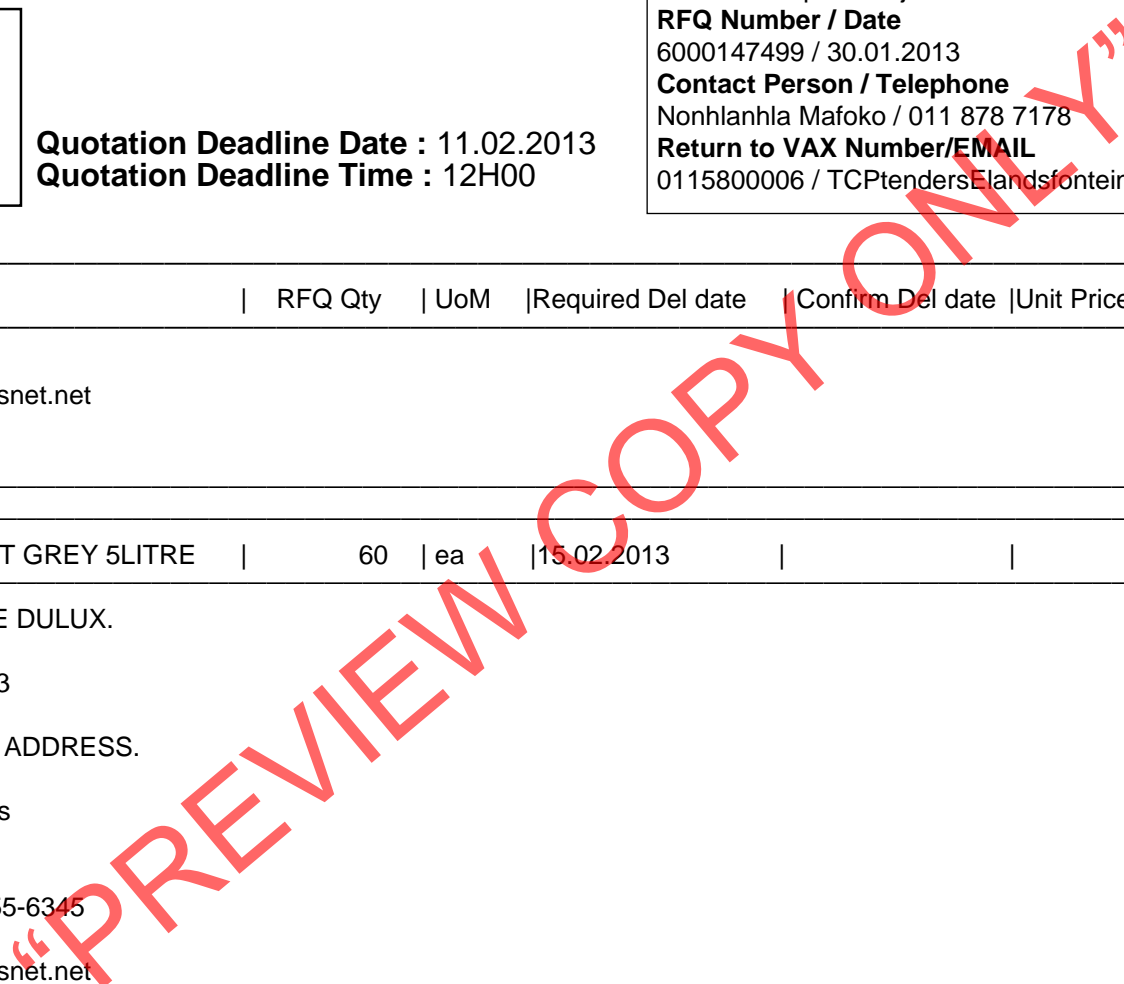 RFQ Number / Date
6000147499 / 30.01.2013
Contact Person / Telephone
Nonhlanhla Mafoko / 011 878 7178
Quotation Deadline Date : 11.02.2013
Return to VAX Number/EMAIL
Quotation Deadline Time : 12H00
0115800006 / TCPtendersElandsfontein
| RFQ Qty | UoM |Required Del date | Confirm Del date |Unit Price
snet.net
T GREY 5LITRE | 60 | ea |15.02.2013 | |
E DULUX.
3
ADDRESS.
s
55-6345
snet.net
“PREVIEW COPY ONLY”